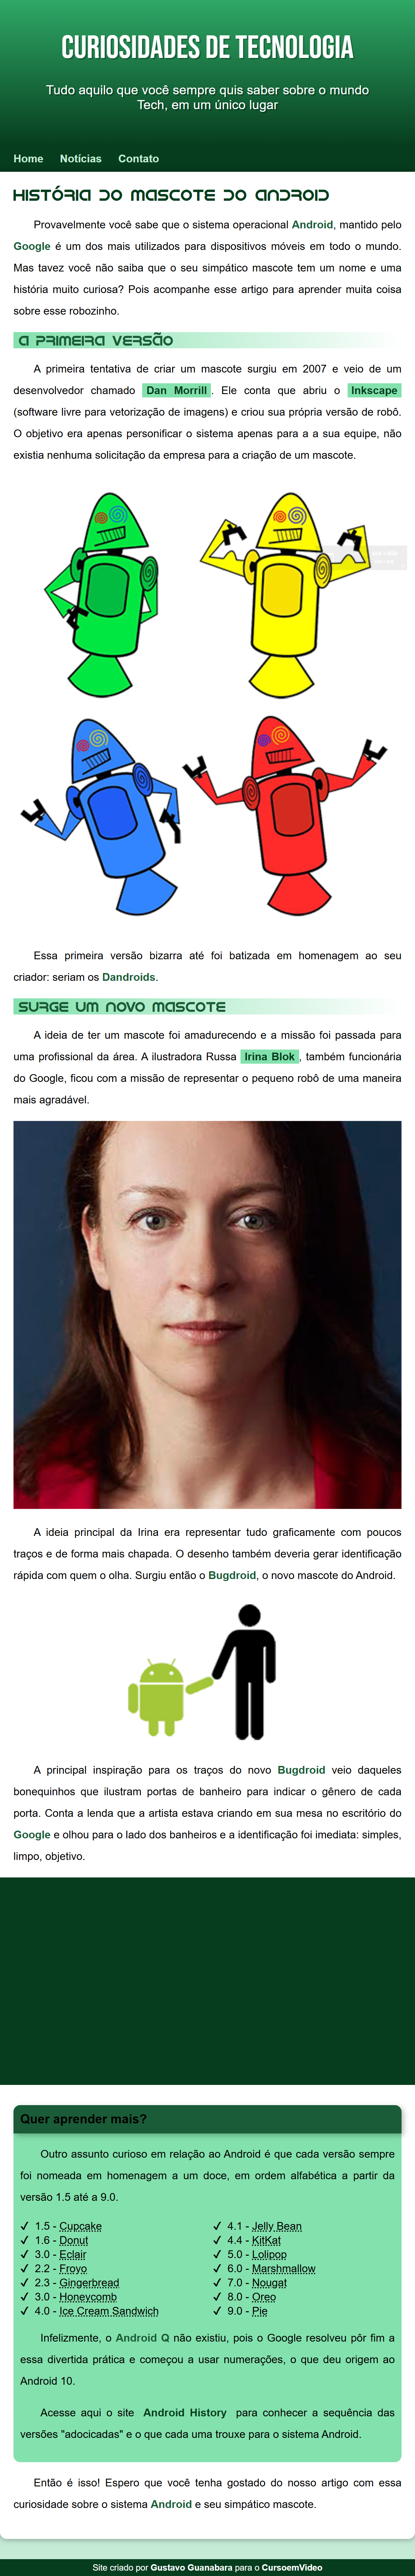 CURIOSIDADES DE TECNOLOGIA
Tudo aquilo que você sempre quis saber sobre o mundo
Tech, em um único lugar
Home Notícias Contato
HISTÓRIA DO MASCOTE DO ANDROID
Provavelmente você sabe que o sistema operacional Android, mantido pelo
Google é um dos mais utilizados para dispositivos móveis em todo o mundo.
Mas tavez você não saiba que o seu simpático mascote tem um nome e uma
história muito curiosa? Pois acompanhe esse artigo para aprender muita coisa
sobre esse robozinho.
A PRIMEIRA VERSÃO
A primeira tentativa de criar um mascote surgiu em 2007 e veio de um
desenvolvedor chamado Dan Morrill. Ele conta que abriu o Inkscape
(software livre para vetorização de imagens) e criou sua própria versão de robô.
O objetivo era apenas personificar o sistema apenas para a a sua equipe, não
existia nenhuma solicitação da empresa para a criação de um mascote.
Essa primeira versão bizarra até foi batizada em homenagem ao seu
criador: seriam os Dandroids.
SURGE UM NOVO MASCOTE
A ideia de ter um mascote foi amadurecendo e a missão foi passada para
uma profissional da área. A ilustradora Russa Irina Blok, também funcionária
do Google, ficou com a missão de representar o pequeno robô de uma maneira
mais agradável.
A ideia principal da Irina era representar tudo graficamente com poucos
traços e de forma mais chapada. O desenho também deveria gerar identificação
rápida com quem o olha. Surgiu então o Bugdroid, o novo mascote do Android.
A principal inspiração para os traços do novo Bugdroid veio daqueles
bonequinhos que ilustram portas de banheiro para indicar o gênero de cada
porta. Conta a lenda que a artista estava criando em sua mesa no escritório do
Google e olhou para o lado dos banheiros e a identificação foi imediata: simples,
limpo, objetivo.
Quer aprender mais?
Outro assunto curioso em relação ao Android é que cada versão sempre
foi nomeada em homenagem a um doce, em ordem alfabética a partir da
versão 1.5 até a 9.0.
✓ 1.5 - Cupcake
✓ 1.6 - Donut
✓ 3.0 - Eclair
✓ 2.2 - Froyo
✓ 2.3 - Gingerbread
✓ 3.0 - Honeycomb
✓ 4.0 - Ice Cream Sandwich
✓ 4.1 - Jelly Bean
✓ 4.4 - KitKat
✓ 5.0 - Lolipop
✓ 6.0 - Marshmallow
✓ 7.0 - Nougat
✓ 8.0 - Oreo
✓ 9.0 - Pie
Infelizmente, o Android Q não existiu, pois o Google resolveu pôr fim a
essa divertida prática e começou a usar numerações, o que deu origem ao
Android 10.
Acesse aqui o site Android History para conhecer a sequência das
versões "adocicadas" e o que cada uma trouxe para o sistema Android.
Então é isso! Espero que você tenha gostado do nosso artigo com essa
curiosidade sobre o sistema Android e seu simpático mascote.
Site criado por Gustavo Guanabara para o CursoemVideo